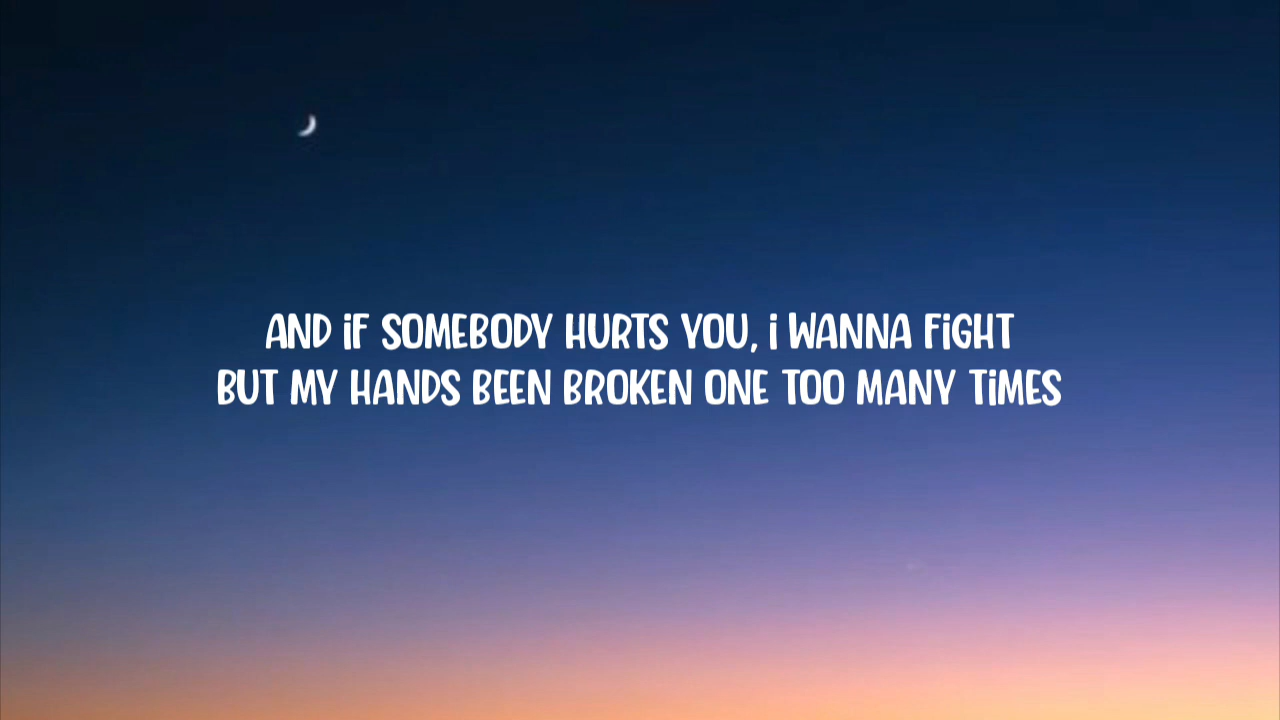 AND iF SOMEBODY HURTS YOU, i WANNA FiGHT
BUT MY HANDS BEEN BROKEN ONE TOO MANY TiMES